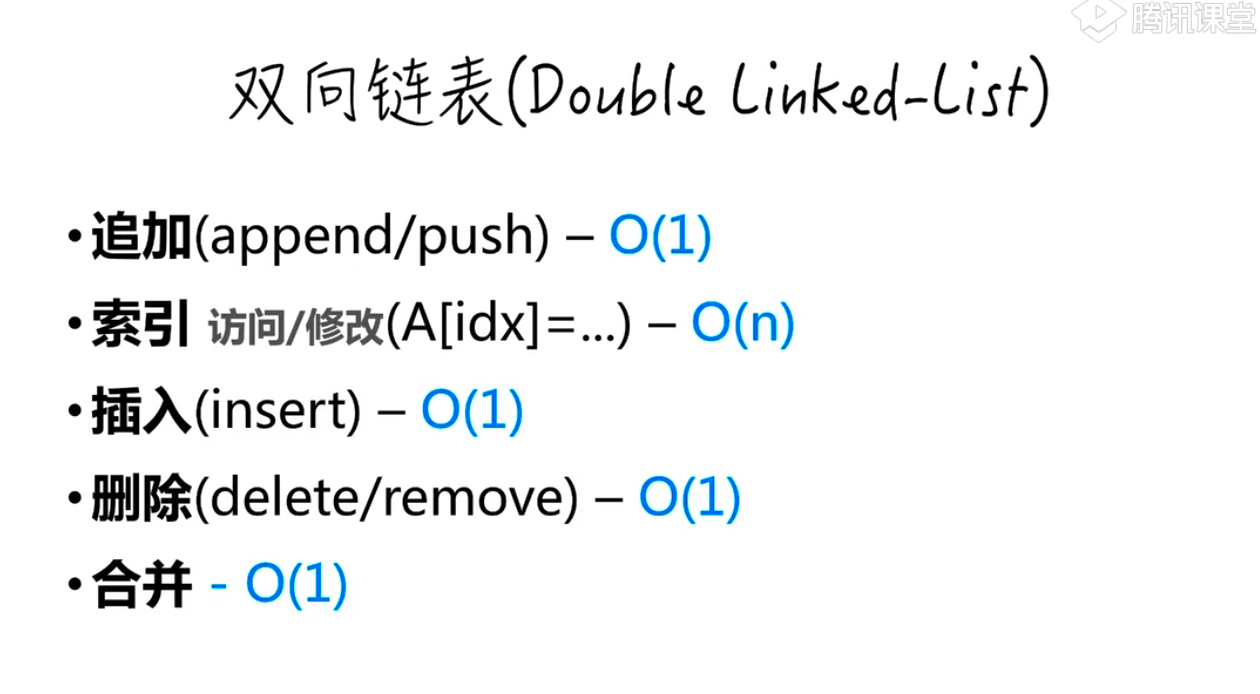 腾讯课堂
双向链表(Double Linked-List)
•追加(append/push) – O(1)
•索引 访问/修改(A[idx]=...) – O(n)
•插入(insert) – O(1)
•删除(delete/remove) – O(1)
•合并 - O(1)